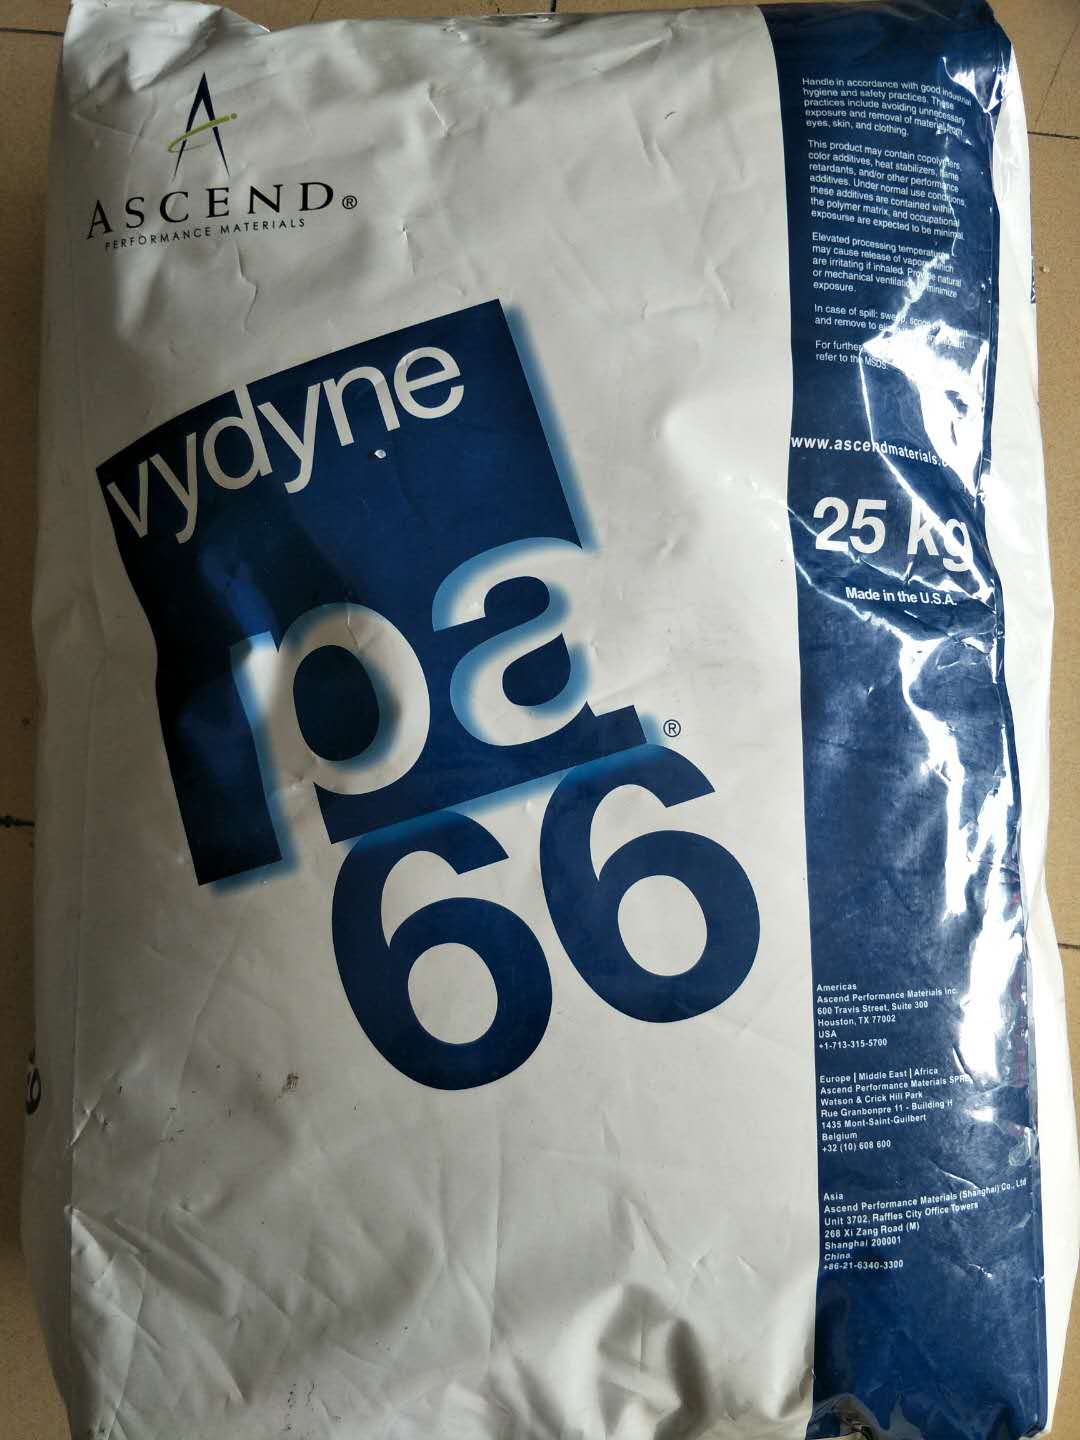 ASCEND®
PERFORMANCE MATERIALS
vydyne
pa®
66
Handle in accordance with good industrial
hygiene and safety practices. These
practices include avoiding unnecessary
exposure and removal of material from
eyes, skin, and clothing.
This product may contain copolymers,
color additives, heat stabilizers, flame
retardants, and/or other performance
additives. Under normal use conditions,
these additives are contained within
the polymer matrix, and occupational
exposurse are expected to be minimal
Elevated processing temperatures
may cause release of vapors which
are irritating if inhaled. Provide natural
or mechanical ventilation minimize
exposure.
In case of spill: sweep, scoop
and remove to
For further
refer to the MSDS.
www.ascendmaterials.
25 kg
Made in the U.S.A.
Americas
Ascend Performance Materials Inc.
600 Travis Street, Suite 300
Houston, TX 77002
USA
+1-713-315-5700
Europe | Middle East | Africa
Ascend Performance Materials SPRL
Watson & Crick Hill Park
Rue Granbonpre 11 - Building H
1435 Mont-Saint-Guilbert
Belgium
+32 (10) 608 600
Asia
Ascend Performance Materials (Shanghai) Co., Ltd
Unit 3702, Raffles City Office Towers
268 Xi Zang Road (M)
Shanghai 200001
China
+86-21-6340-3300